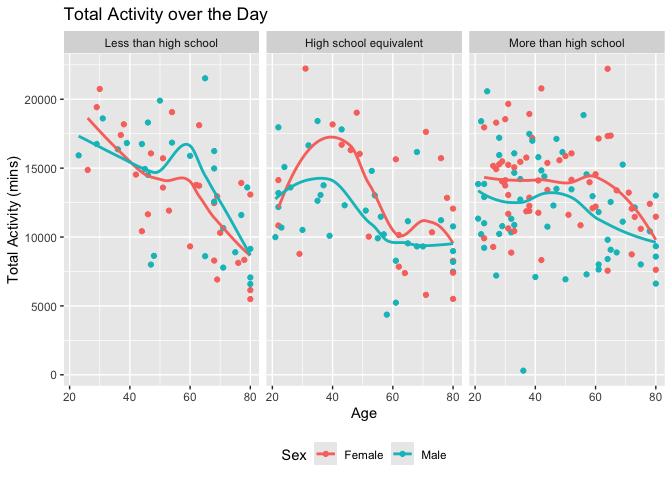 Total Activity over the Day
Less than high school
High school equivalent
More than high school
Total Activity (mins)
20000
15000
10000
5000
0
20 40 60 80 20 40 60 80 20 40 60 80
Age
Sex Female Male